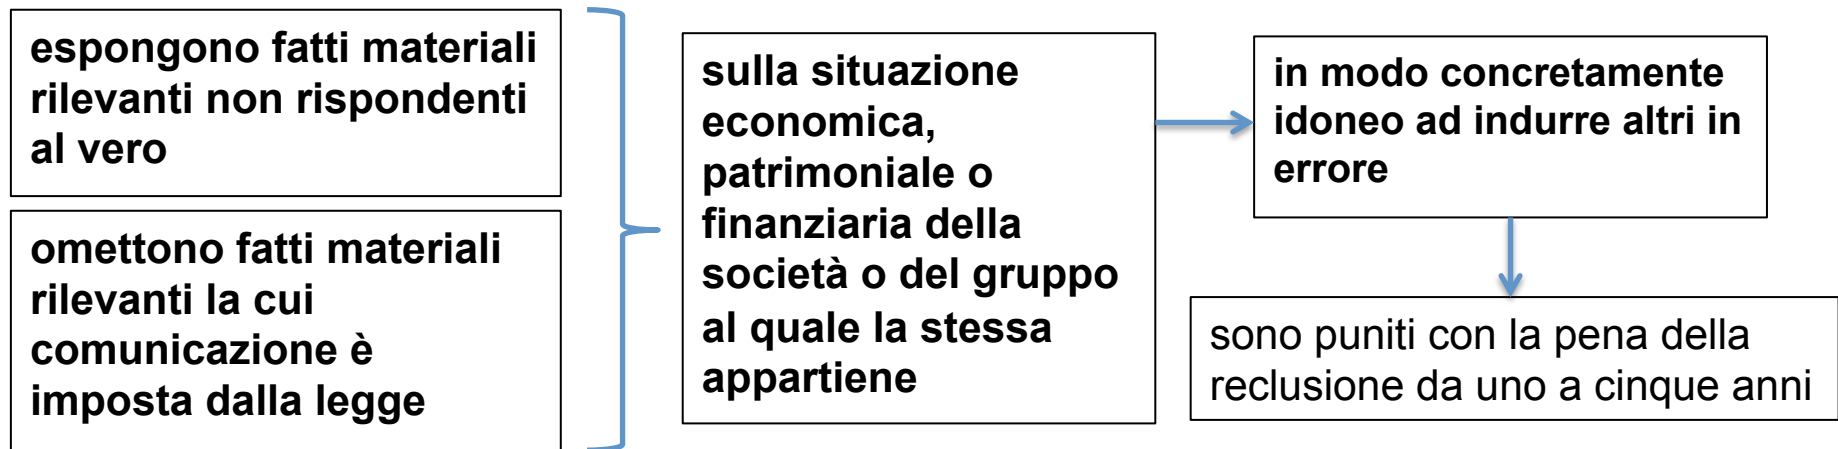 espongono fatti materiali
rilevanti non rispondenti
al vero
omettono fatti materiali
rilevanti la cui
comunicazione è
imposta dalla legge
sulla situazione
economica,
patrimoniale o
finanziaria della
società o del gruppo
al quale la stessa
appartiene
in modo concretamente
idoneo ad indurre altri in
errore
sono puniti con la pena della
reclusione da uno a cinque anni